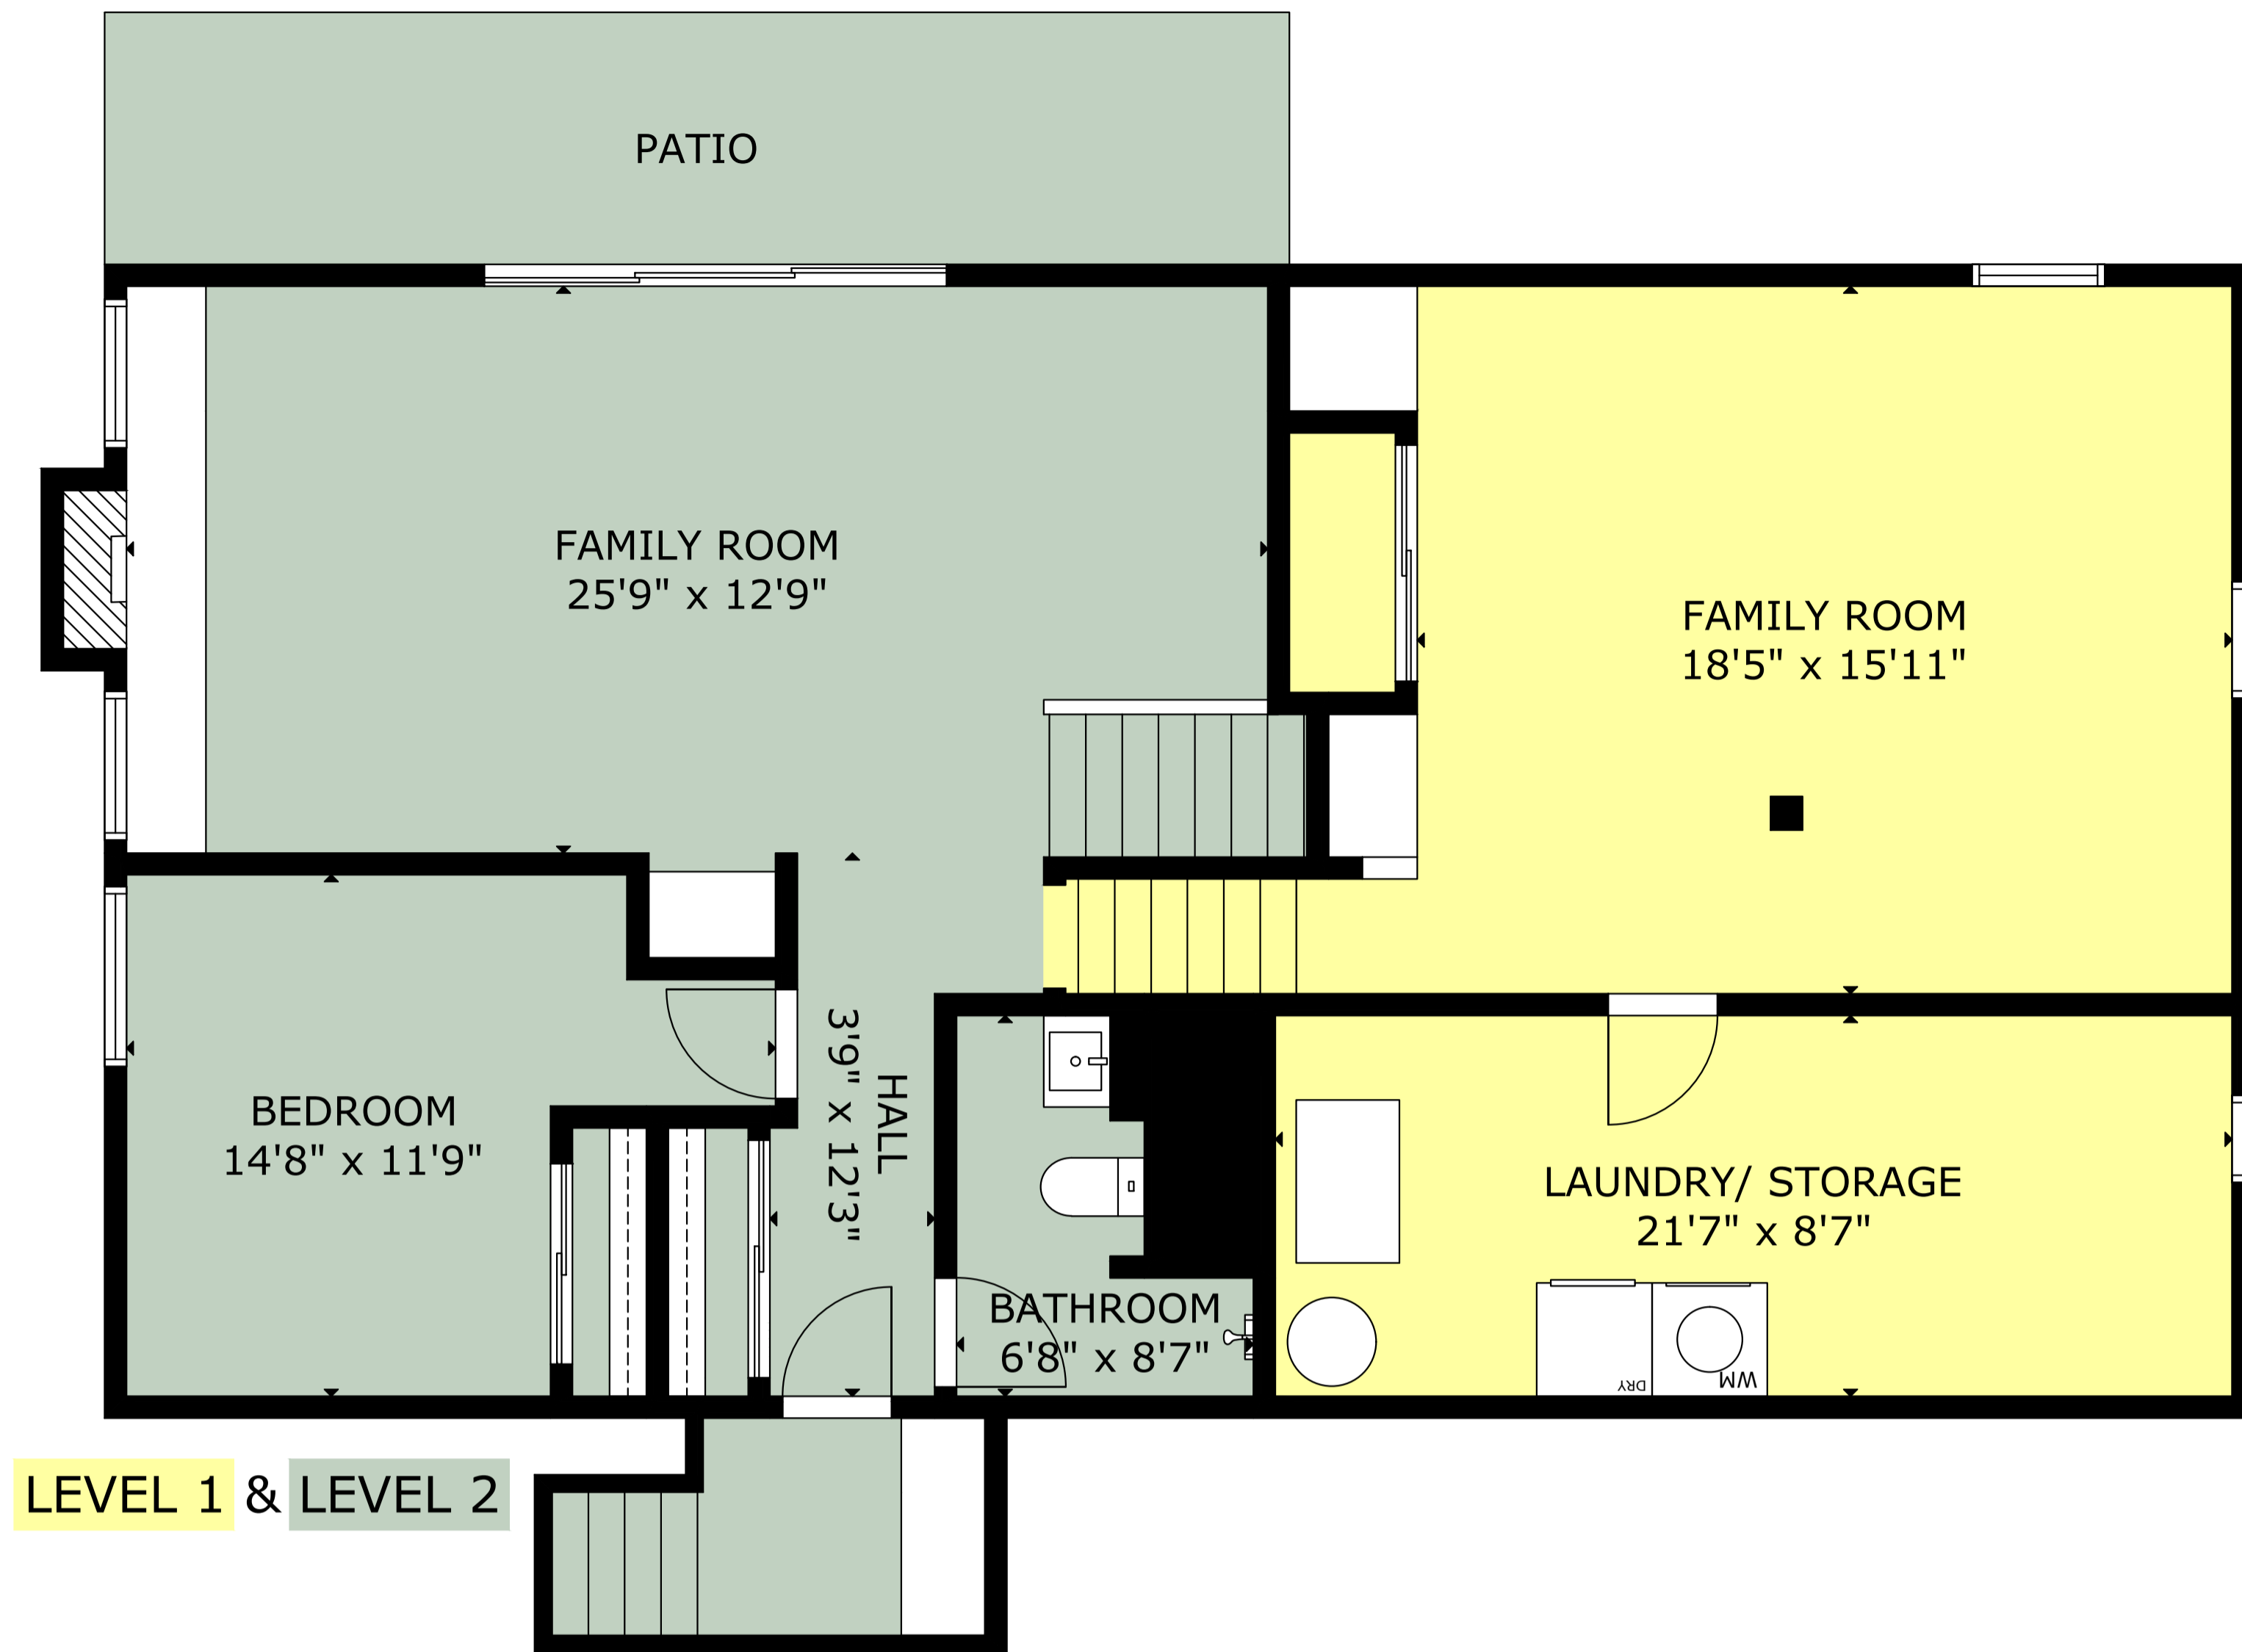 PATIO
FAMILY ROOM
25'9" x 12'9"
FAMILY ROOM
18'5" x 15'11"
BEDROOM
14'8" x 11'9"
HALL
3'9" x 12'3"
LAUNDRY/ STORAGE
21'7" x 8'7"
BATHROOM
6'8" x 8'7"
DRY
WM
LEVEL 1 & LEVEL 2